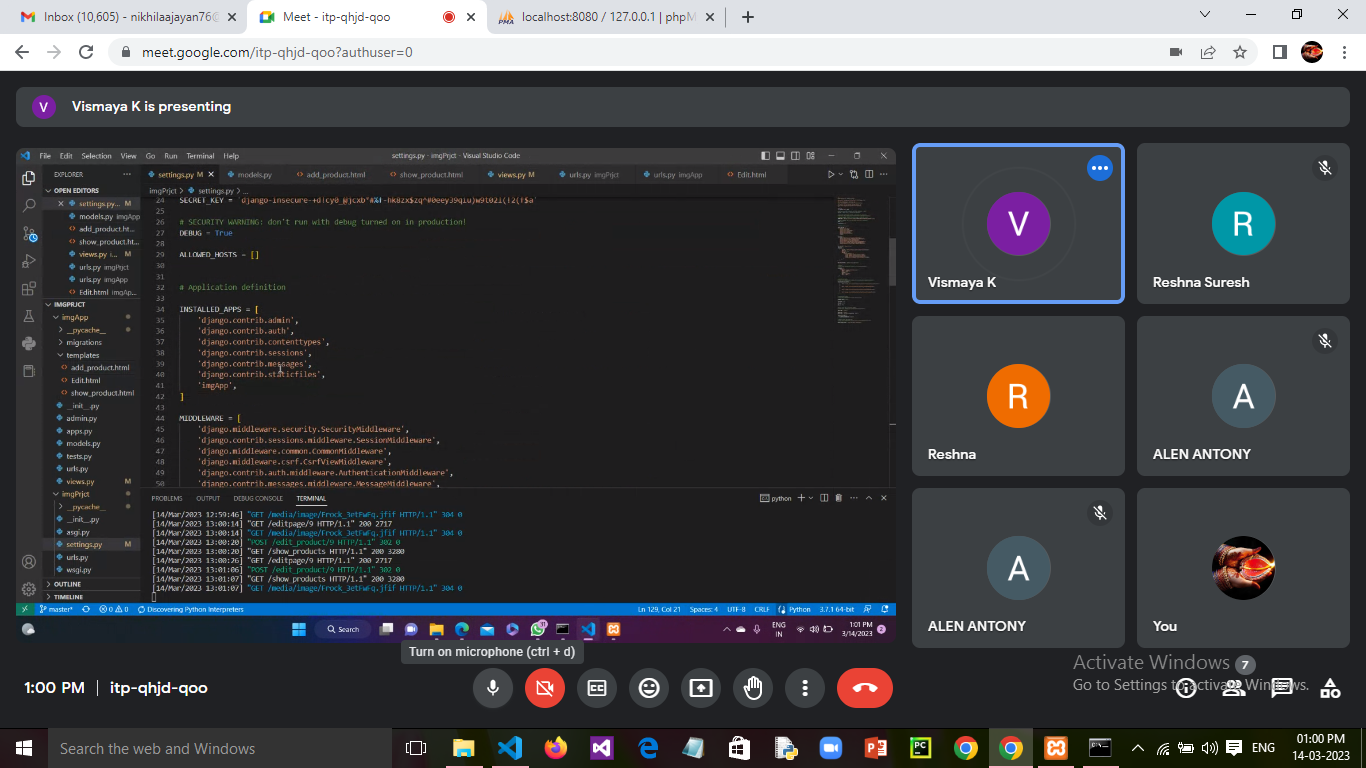 Inbox (10,605) - nikhilaajayan76@
Meet - itp-qhjd-qoo
localhost:8080 / 127.0.0.1 | phpM
meet.google.com/itp-qhjd-qoo?authuser=0
V
Vismaya K is presenting
File Edit Selection View Go Run Terminal Help
settings.py - imgPrjct - Visual Studio Code
EXPLORER
settings.py M
models.py
add_product.html
show_product.html
views.py M
urls.py imgPrjct
urls.py imgApp
Edit.html
OPEN EDITORS
settings.py... M
models.py imgApp
add_product.ht...
show_product.ht...
views.py i... M
urls.py imgPrjct
urls.py imgApp
Edit.html imgAp...
IMGPRJCT
imgApp
__pycache__
migrations
templates
add_product.html
Edit.html
show_product.html
__init__.py
admin.py
apps.py
models.py
tests.py
urls.py
views.py M
imgPrjct
__pycache__
__init__.py
asgi.py
settings.py M
urls.py
wsgi.py
OUTLINE
TIMELINE
imgPrjct > settings.py > ...
24 
25
26 # SECURITY WARNING: don't run with debug turned on in production!
27 DEBUG = True
28
29 ALLOWED_HOSTS = []
30
31
32 # Application definition
33
34 INSTALLED_APPS = [
35 'django.contrib.admin',
36 'django.contrib.auth',
37 'django.contrib.contenttypes',
38 'django.contrib.sessions',
39 'django.contrib.messages',
40 'django.contrib.staticfiles',
41 'imgApp',
42 ]
43
44 MIDDLEWARE = [
45 'django.middleware.security.SecurityMiddleware',
46 'django.contrib.sessions.middleware.SessionMiddleware',
47 'django.middleware.common.CommonMiddleware',
48 'django.middleware.csrf.CsrfViewMiddleware',
49 'django.contrib.auth.middleware.AuthenticationMiddleware',
50 'django.contrib.messages.middleware.MessageMiddleware',
PROBLEMS OUTPUT DEBUG CONSOLE TERMINAL
python
[14/Mar/2023 12:59:46] "GET /media/image/Frock_3etFwFq.jfif HTTP/1.1" 304 0
[14/Mar/2023 13:00:14] "GET /editpage/9 HTTP/1.1" 200 2717
[14/Mar/2023 13:00:14] "GET /media/image/Frock_3etFwFq.jfif HTTP/1.1" 304 0
[14/Mar/2023 13:00:20] "POST /edit_product/9 HTTP/1.1" 302 0
[14/Mar/2023 13:00:20] "GET /show_products HTTP/1.1" 200 3280
[14/Mar/2023 13:00:26] "GET /editpage/9 HTTP/1.1" 200 2717
[14/Mar/2023 13:01:06] "POST /edit_product/9 HTTP/1.1" 302 0
[14/Mar/2023 13:01:07] "GET /show_products HTTP/1.1" 200 3280
[14/Mar/2023 13:01:07] "GET /media/image/Frock_3etFwFq.jfif HTTP/1.1" 304 0
master* 0 0 Discovering Python Interpreters
Ln 129, Col 21 Spaces: 4 UTF-8 CRLF Python 3.7.1 64-bit
Search
ENG
IN
1:01 PM
3/14/2023
2
V
Vismaya K
R
Reshna Suresh
R
Reshna
A
ALEN ANTONY
A
ALEN ANTONY
You
Turn on microphone (ctrl + d)
1:00 PM | itp-qhjd-qoo
Activate Windows
7
Go to Settings to activate Windows.
Search the web and Windows
ENG
01:00 PM
14-03-2023